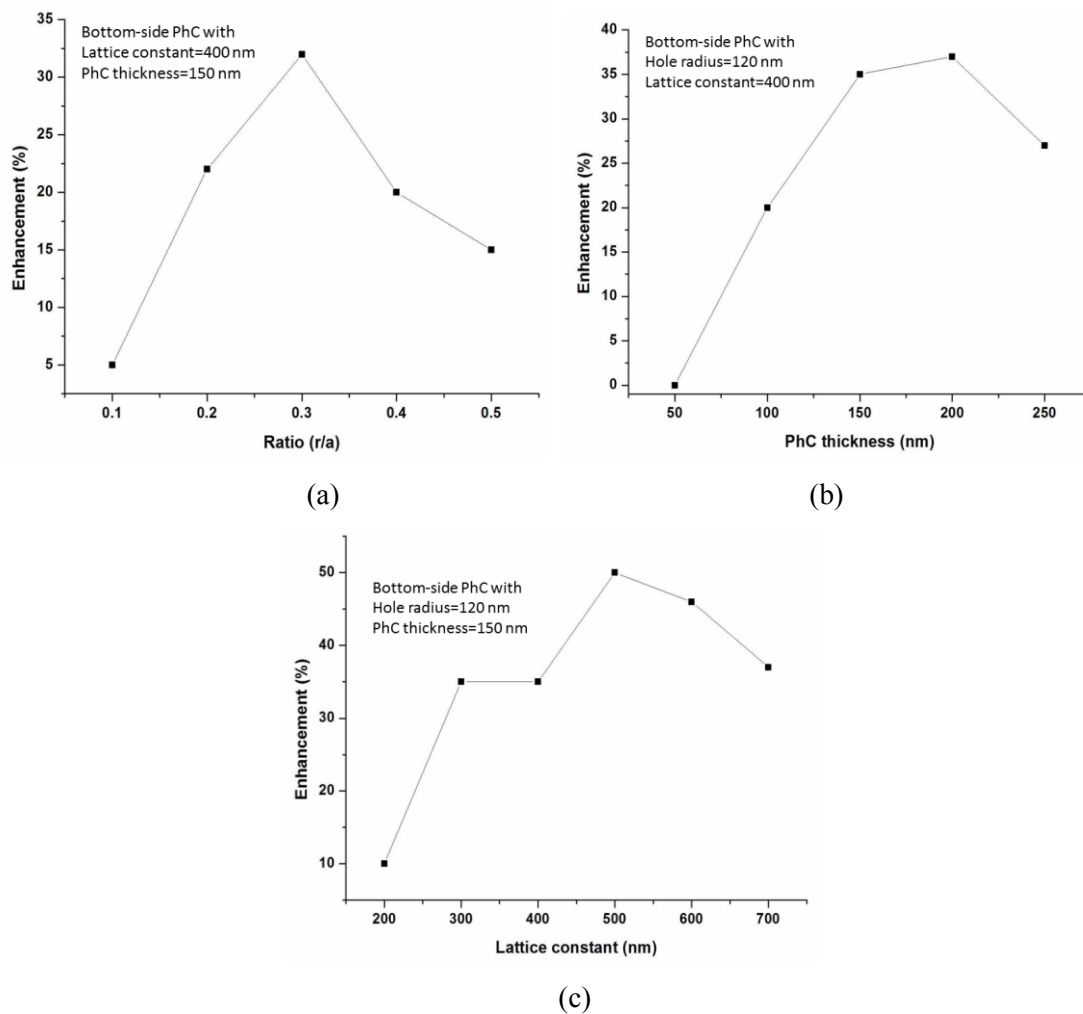 Bottom-side PhC with
Lattice constant=400 nm
PhC thickness=150 nm
Enhancement (%)
35
30
25
20
15
10
5
0.1 0.2 0.3 0.4 0.5
Ratio (r/a)
(a)
Bottom-side PhC with
Hole radius=120 nm
Lattice constant=400 nm
Enhancement (%)
40
35
30
25
20
15
10
5
0
50 100 150 200 250
PhC thickness (nm)
(b)
Bottom-side PhC with
Hole radius=120 nm
PhC thickness=150 nm
Enhancement (%)
50
40
30
20
10
200 300 400 500 600 700
Lattice constant (nm)
(c)